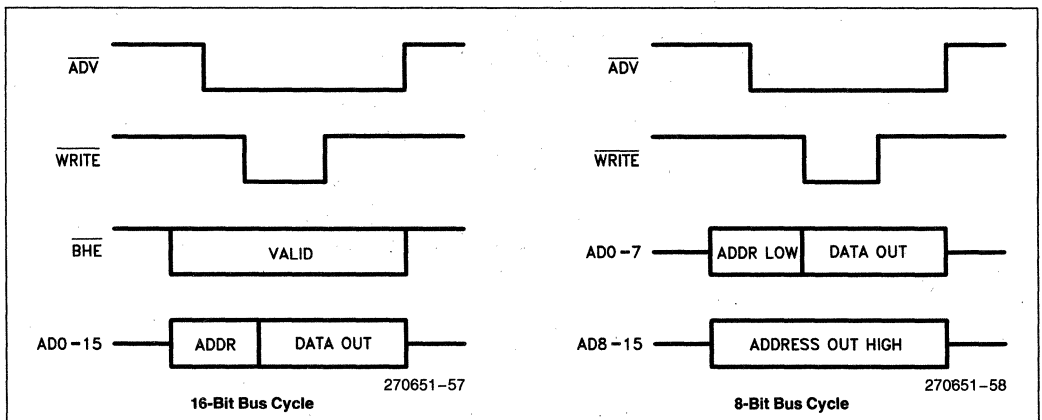 ADV
WRITE
BHE
VALID
AD0-15
ADDR
DATA OUT
270651-57
16-Bit Bus Cycle
ADV
WRITE
AD0-7
ADDR LOW
DATA OUT
AD8-15
ADDRESS OUT HIGH
270651-58
8-Bit Bus Cycle